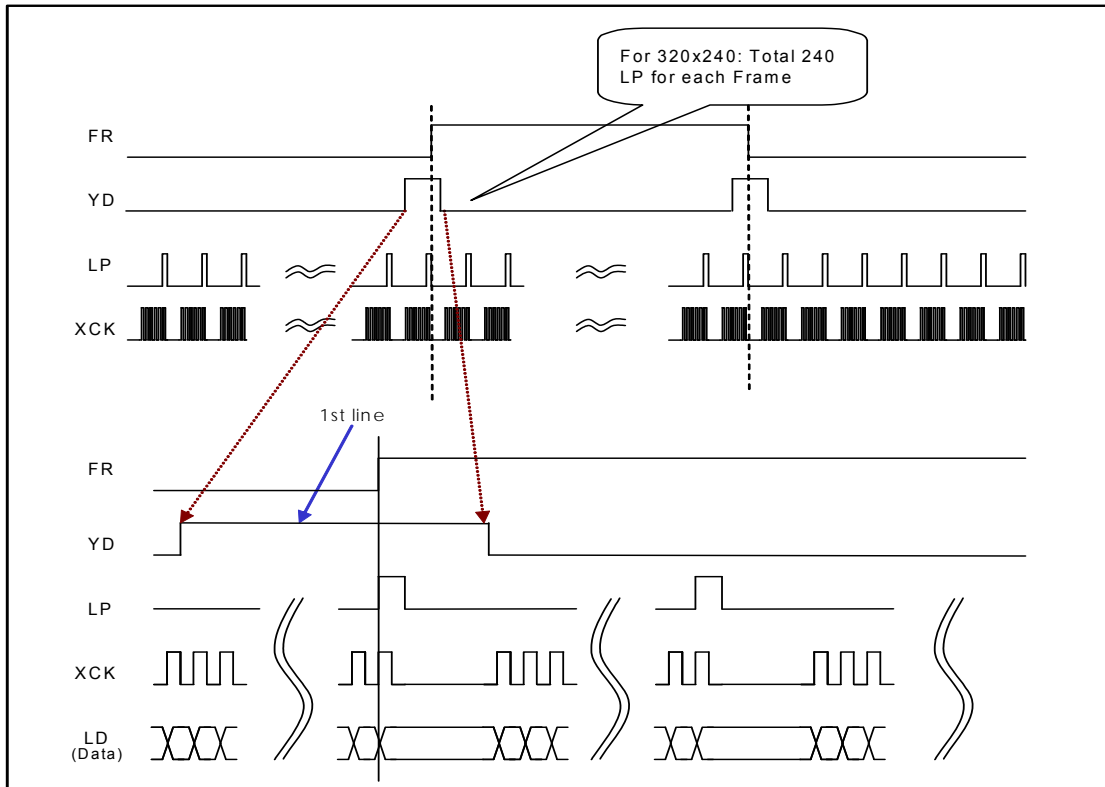 For 320x240: Total 240
LP for each Frame
FR
YD
LP
XCK
1st line
FR
YD
LP
XCK
LD
(Data)